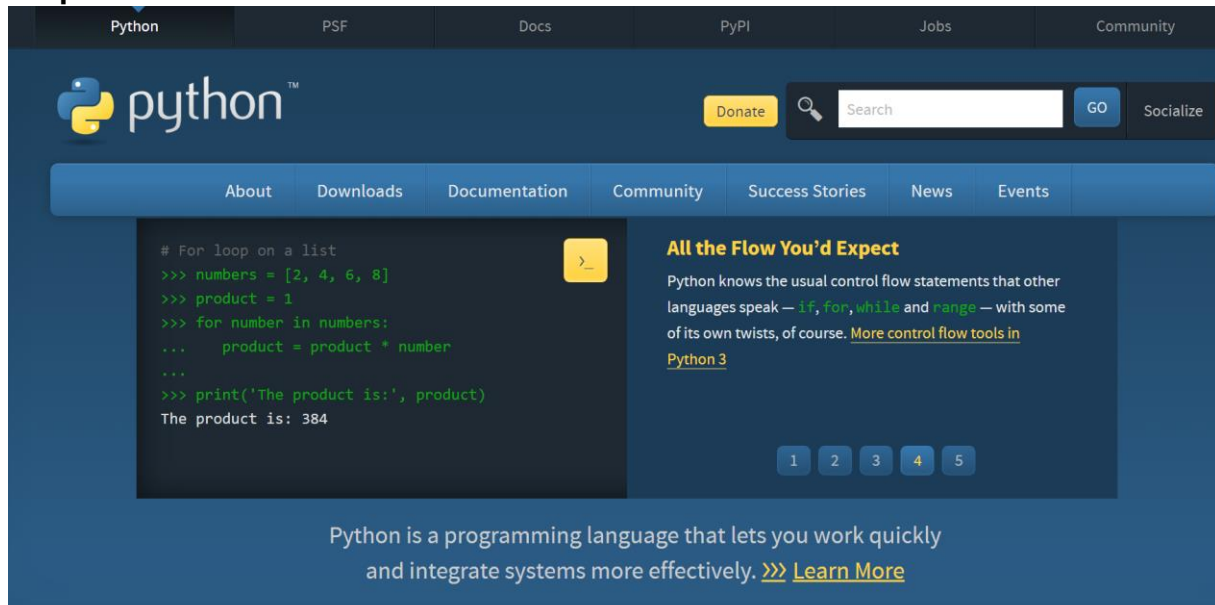 Python PSF Docs PyPI Jobs Community
python™
Donate Search GO Socialize
About Downloads Documentation Community Success Stories News Events
# For loop on a list
>>> numbers = [2, 4, 6, 8]
>>> product = 1
>>> for number in numbers:
...     product = product * number
...
>>> print('The product is:', product)
The product is: 384
>_
All the Flow You’d Expect
Python knows the usual control flow statements that other
languages speak — if, for, while and range — with some
of its own twists, of course. More control flow tools in
Python 3
1 2 3 4 5
Python is a programming language that lets you work quickly
and integrate systems more effectively. >>> Learn More